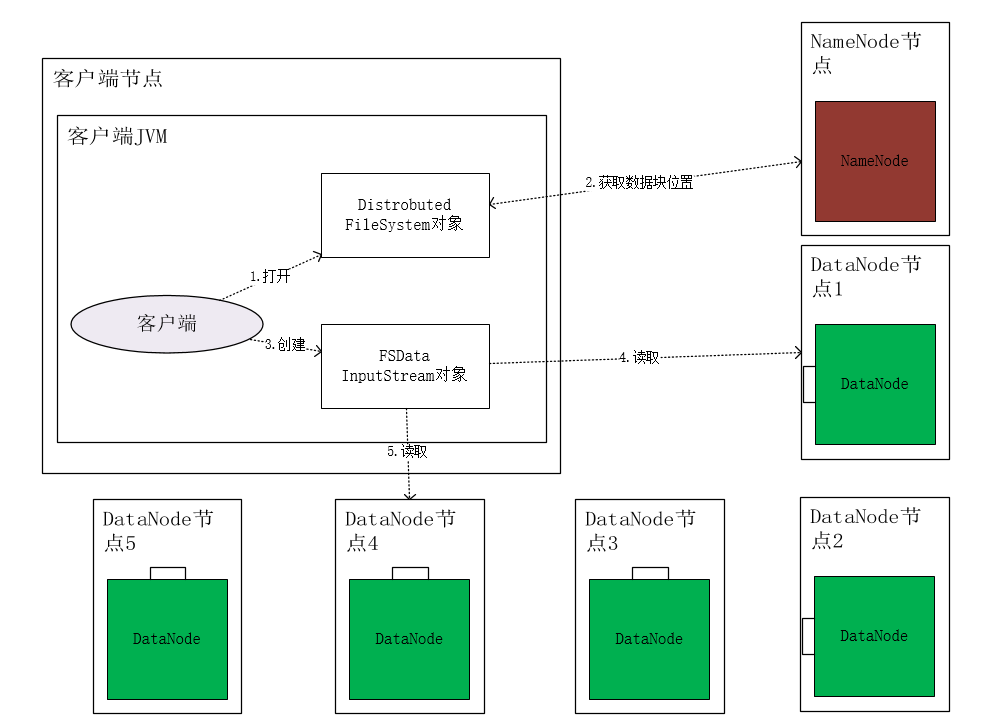 NameNode节
点
NameNode
客户端节点
客户端JVM
Distrobuted
FileSystem对象
2.获取数据块位置
1.打开
客户端
3.创建
FSData
InputStream对象
4.读取
5.读取
DataNode节
点1
DataNode
DataNode节
点5
DataNode
DataNode节
点4
DataNode
DataNode节
点3
DataNode
DataNode节
点2
DataNode